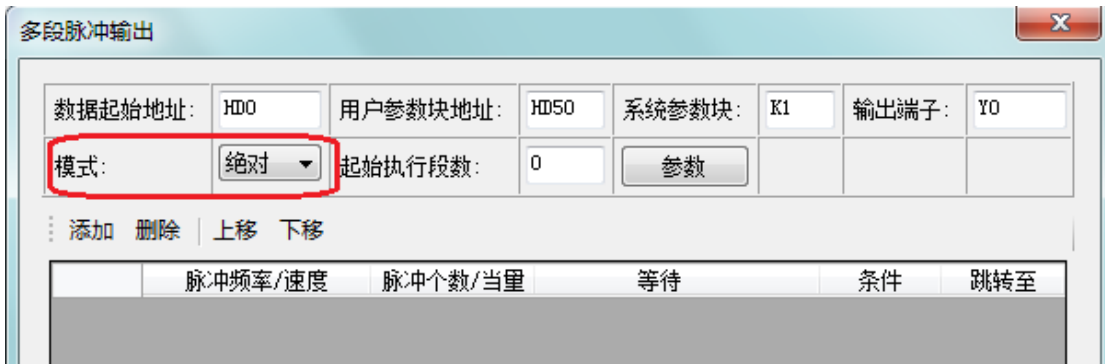 多段脉冲输出
数据起始地址: HD0 用户参数块地址: HD50 系统参数块: K1 输出端子: Y0
模式: 绝对 起始执行段数: 0 参数
添加 删除 上移 下移
脉冲频率/速度 脉冲个数/当量 等待 条件 跳转至